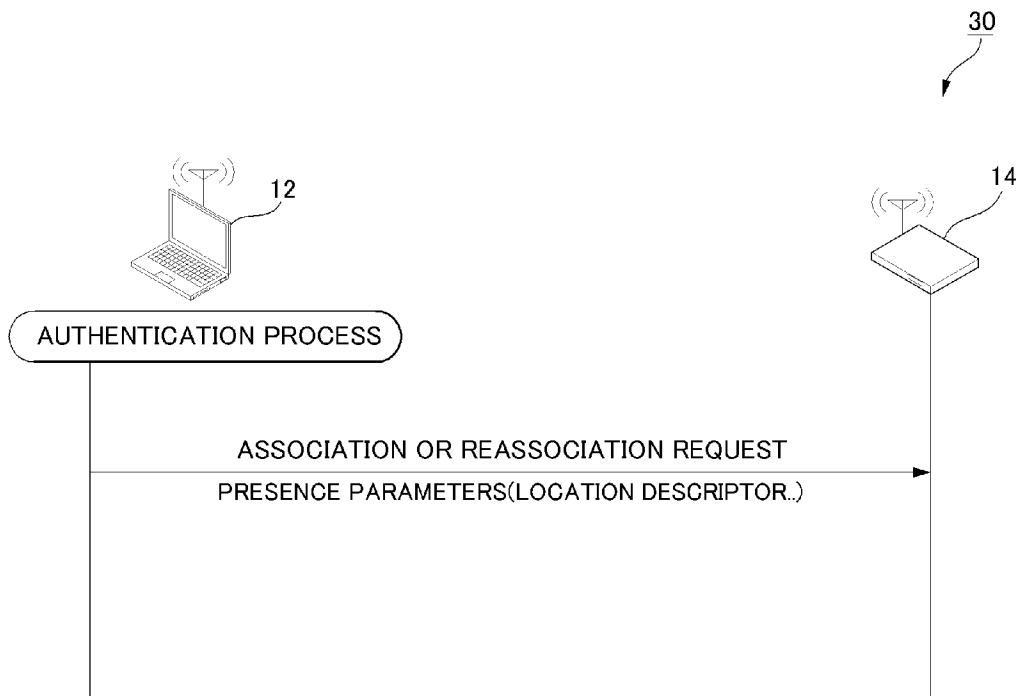 30
12
14
AUTHENTICATION PROCESS
ASSOCIATION OR REASSOCIATION REQUEST
PRESENCE PARAMETERS(LOCATION DESCRIPTOR..)